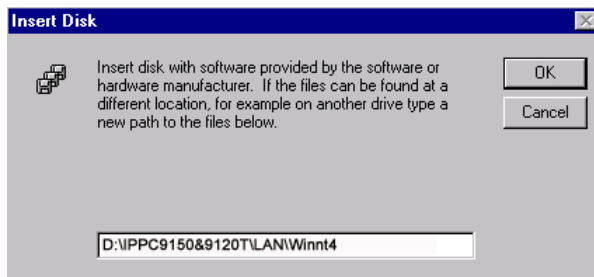 Insert Disk
Insert disk with software provided by the software or
hardware manufacturer. If the files can be found at a
different location, for example on another drive type a
new path to the files below.
OK
Cancel
D:\IPPC9150&9120T\LAN\Winnt4